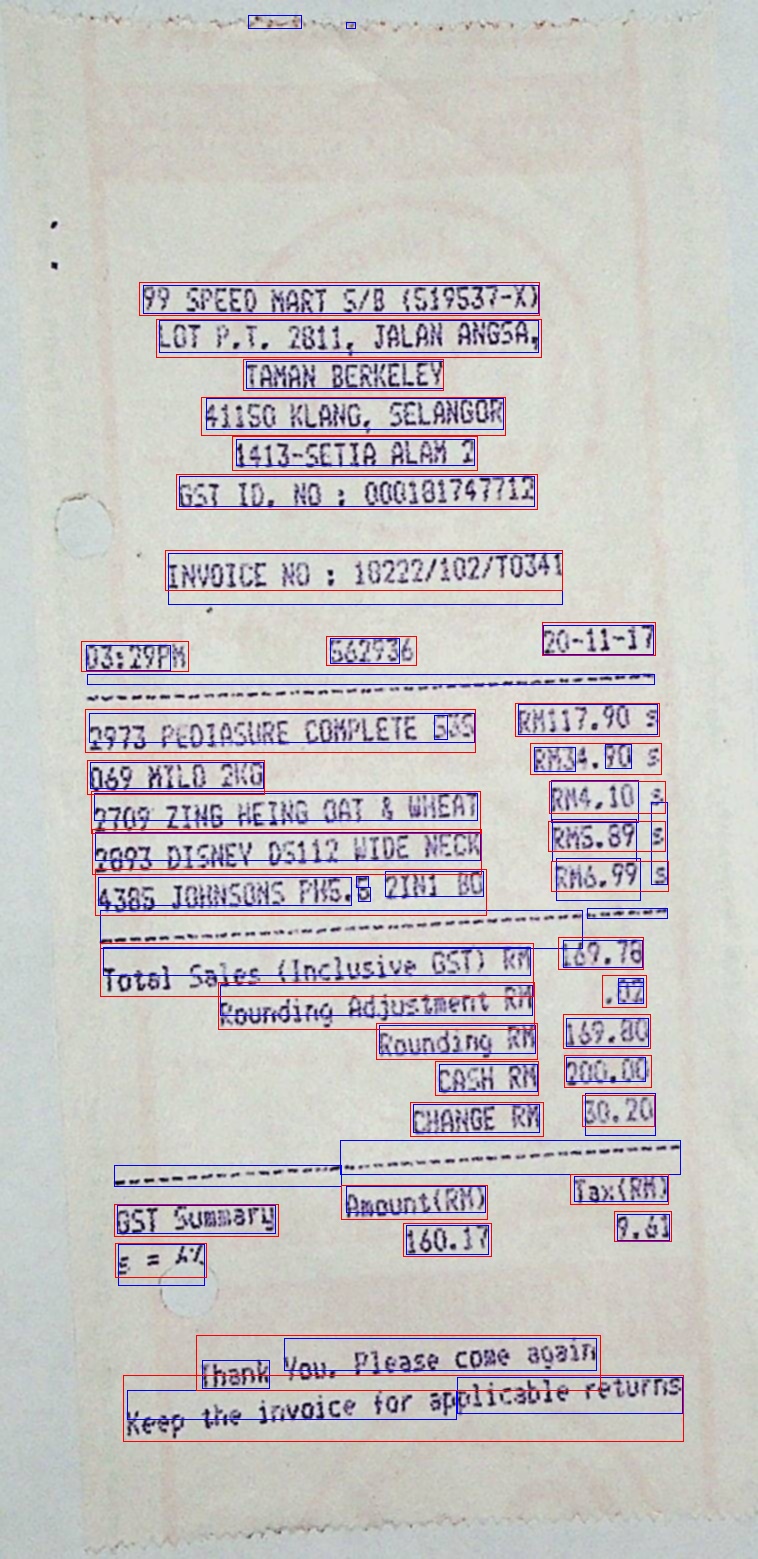 99 SPEED MART S/B (519537-X)
LOT P.T. 2811, JALAN ANGSA,
TAMAN BERKELEY
41150 KLANG, SELANGOR
1413-SETIA ALAM 2
GST ID. NO : 000181747712
INVOICE NO : 18222/102/T0341
03:29PM 562936 20-11-17
2973 PEDIASURE COMPLETE S3S RM117.90 s
069 MILO 2KG RM34.90 s
2709 ZING HEING OAT & WHEAT RM4.10 s
2893 DISNEY DS112 WIDE NECK RM5.89 s
4385 JOHNSONS PWS.& 2IN1 BO RM6.99 s
Total Sales (Inclusive GST) RM 169.78
Rounding Adjustment RM .02
Rounding RM 169.80
CASH RM 200.00
CHANGE RM 30.20
GST Summary Amount(RM) Tax(RM)
s = 6% 160.17 9.61
Thank You. Please come again
Keep the invoice for applicable returns